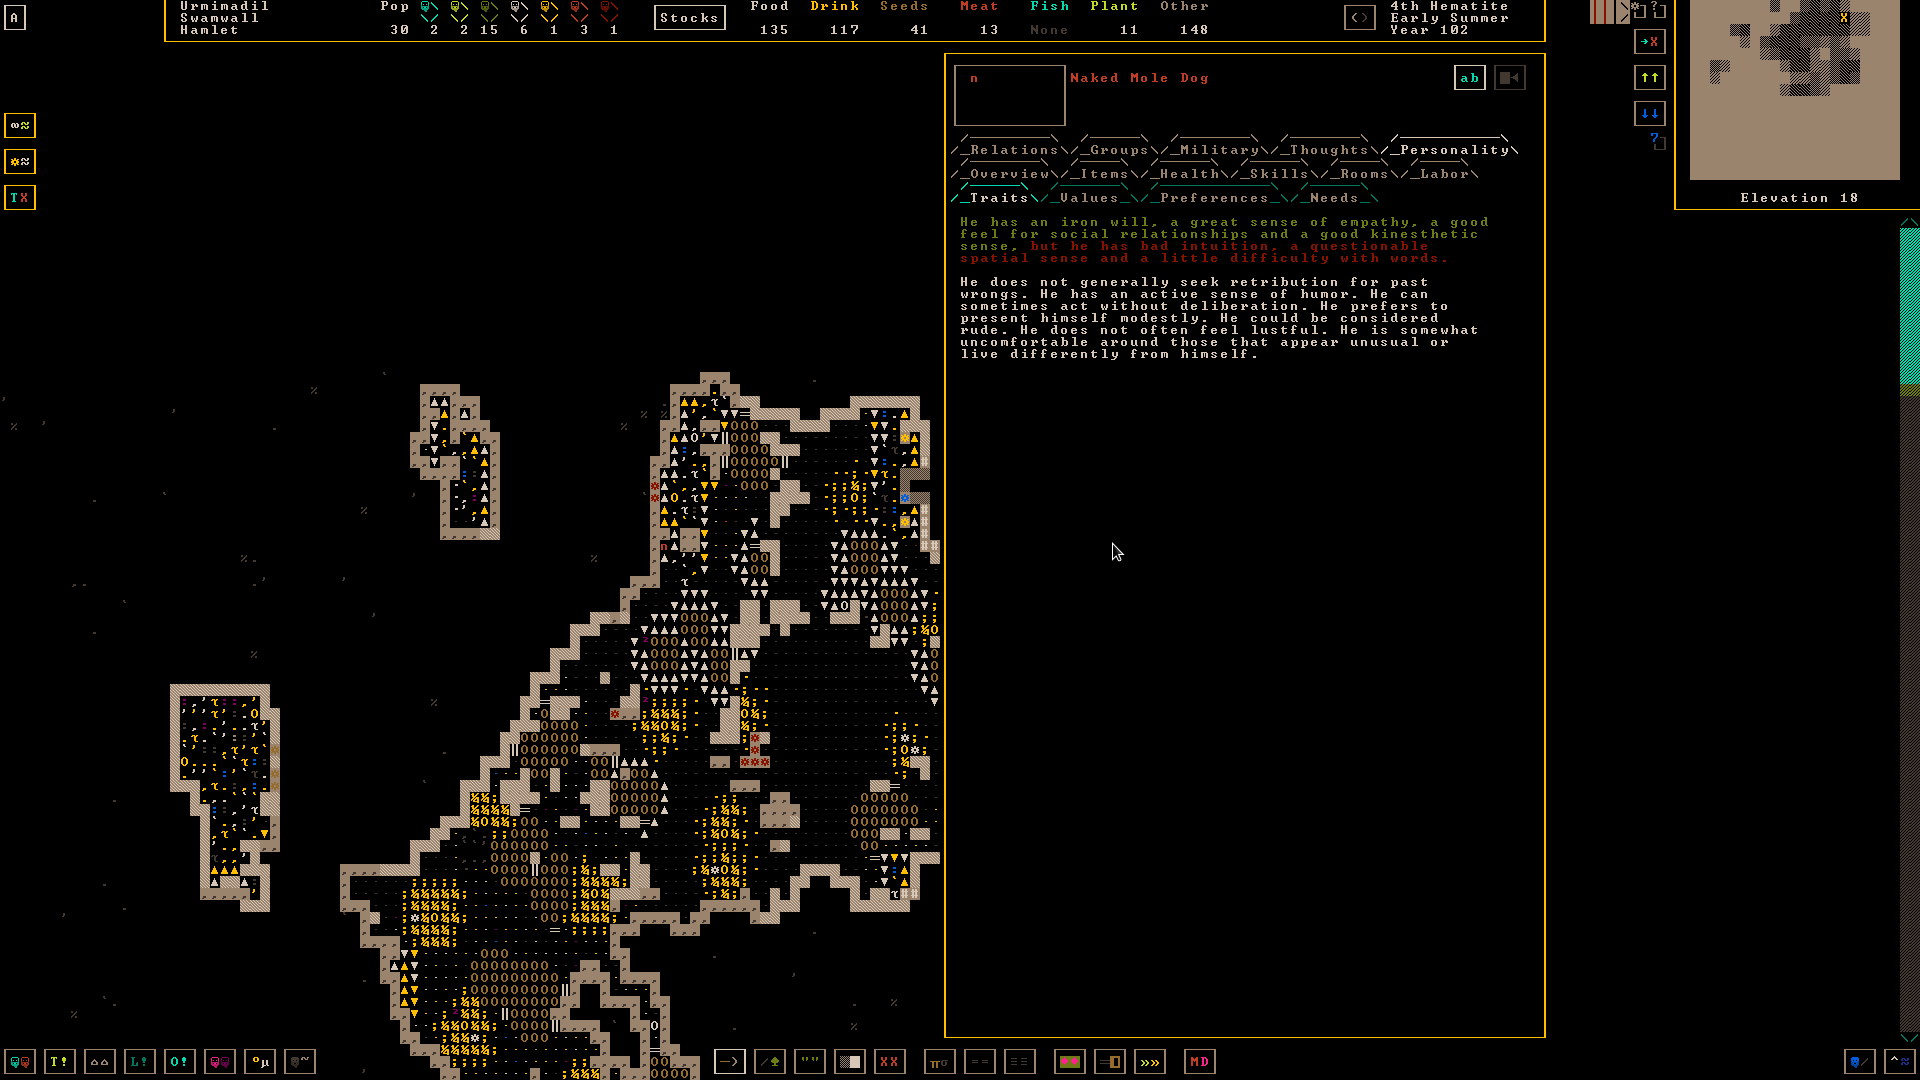 A
Urmimadil
Swamwall
Hamlet
Pop
30 2 2 15 6 1 3 1
Stocks
Food Drink Seeds Meat Fish Plant Other
135 117 41 13 None 11 148
4th Hematite
Early Summer
Year 102
n
Naked Mole Dog
ab
Relations Groups Military Thoughts Personality
Overview Items Health Skills Rooms Labor
Traits Values Preferences Needs
He has an iron will, a great sense of empathy, a good
feel for social relationships and a good kinesthetic
sense, but he has bad intuition, a questionable
spatial sense and a little difficulty with words.
He does not generally seek retribution for past
wrongs. He has an active sense of humor. He can
sometimes act without deliberation. He prefers to
present himself modestly. He could be considered
rude. He does not often feel lustful. He is somewhat
uncomfortable around those that appear unusual or
live differently from himself.
Elevation 18
TX
T!
L!
O!
XX
MD